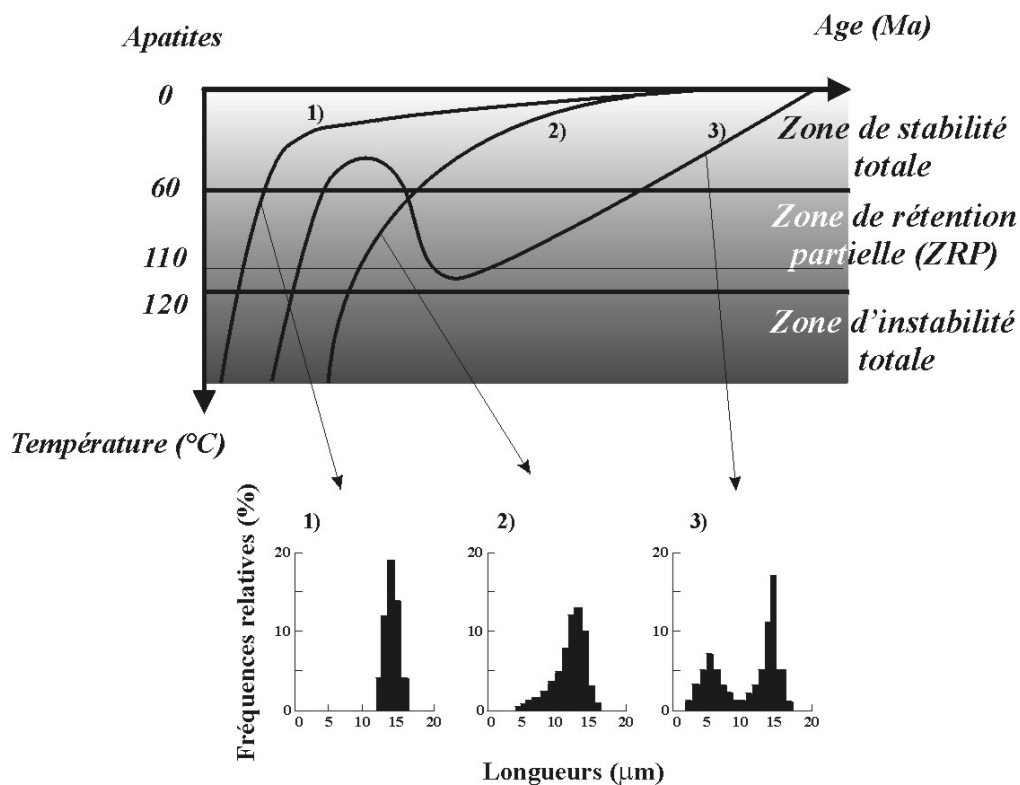 Apatites
Age (Ma)
0
60
110
120
1)
2)
3)
Zone de stabilité
totale
Zone de rétention
partielle (ZRP)
Zone d'instabilité
totale
Température (°C)
Fréquences relatives (%)
1)
20
10
0
0 5 10 15 20
2)
20
10
0
0 5 10 15 20
3)
20
10
0
0 5 10 15 20
Longueurs (µm)